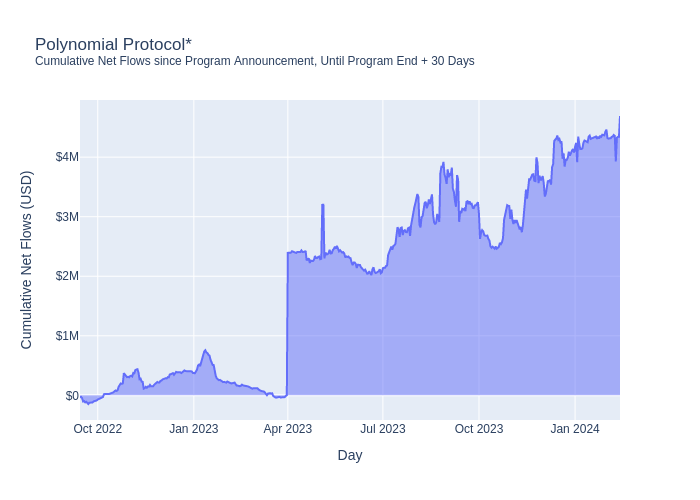 Polynomial Protocol*
Cumulative Net Flows since Program Announcement, Until Program End + 30 Days
Cumulative Net Flows (USD)
$4M
$3M
$2M
$1M
$0
Oct 2022 Jan 2023 Apr 2023 Jul 2023 Oct 2023 Jan 2024
Day